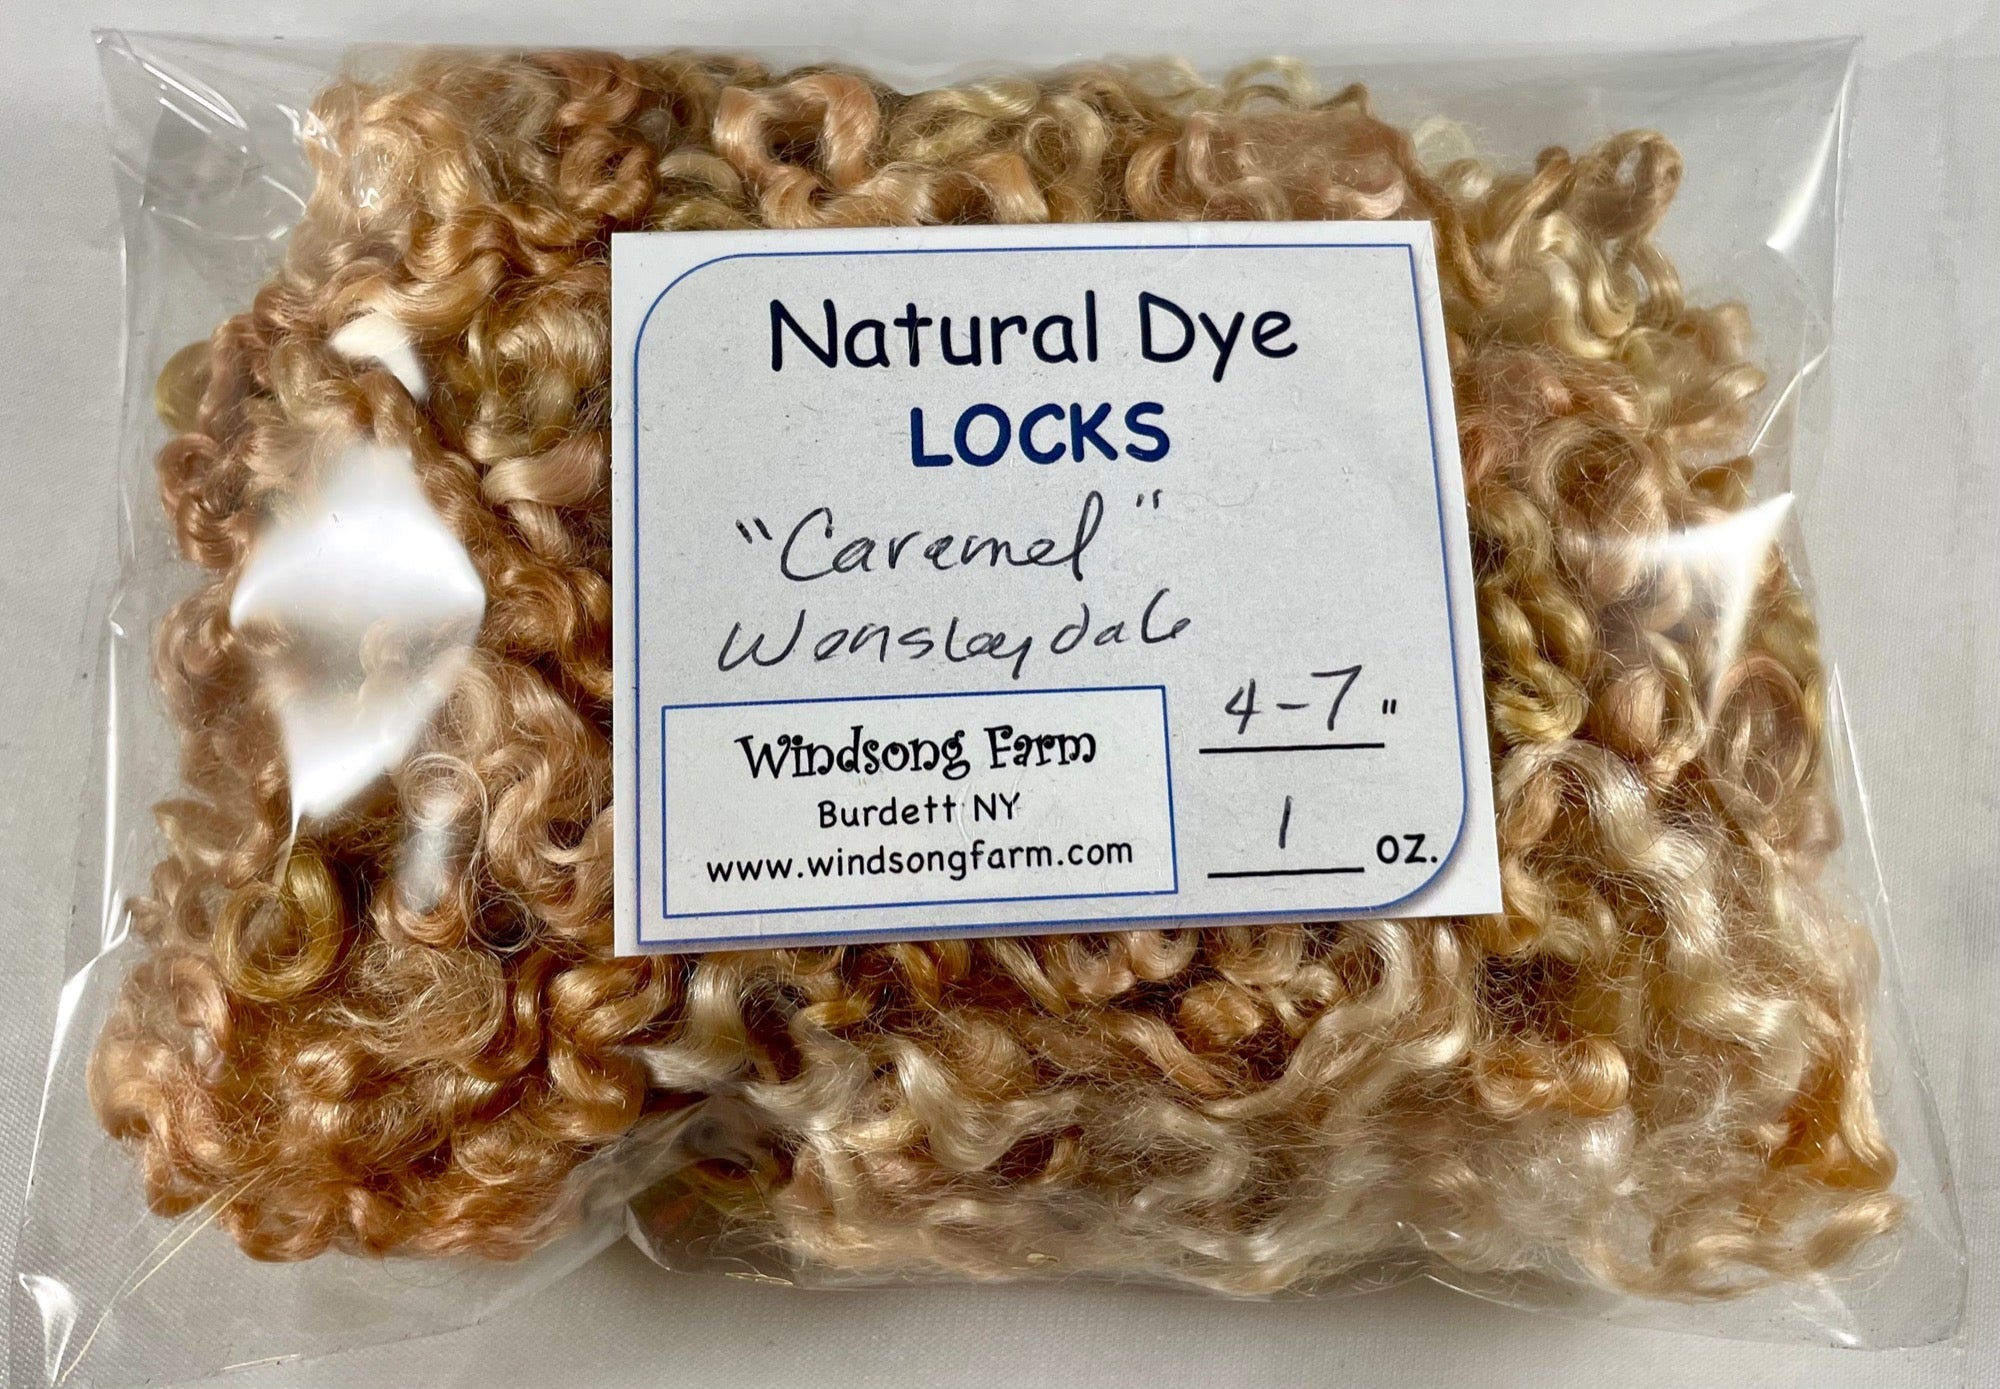 Natural Dye
LOCKS
"Caramel"
Wensleydale
4-7"
1 oz.
Windsong Farm
Burdett NY
www.windsongfarm.com